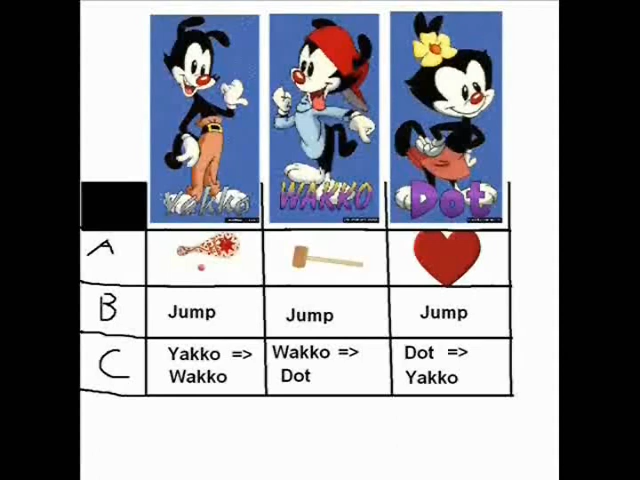 Yakko WAKKO Dot
A
B Jump Jump Jump
C Yakko => Wakko => Dot =>
Wakko Dot Yakko